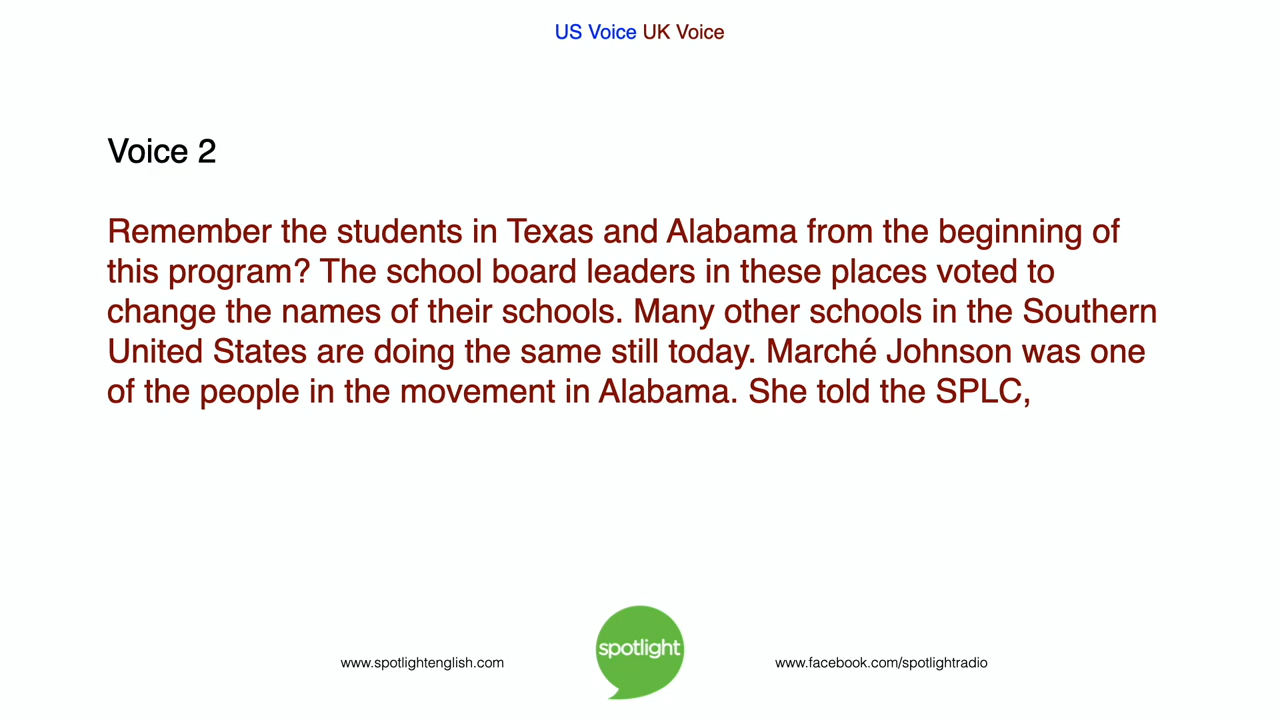 US Voice UK Voice
Voice 2
Remember the students in Texas and Alabama from the beginning of
this program? The school board leaders in these places voted to
change the names of their schools. Many other schools in the Southern
United States are doing the same still today. Marché Johnson was one
of the people in the movement in Alabama. She told the SPLC,
spotlight
www.spotlightenglish.com
www.facebook.com/spotlightradio